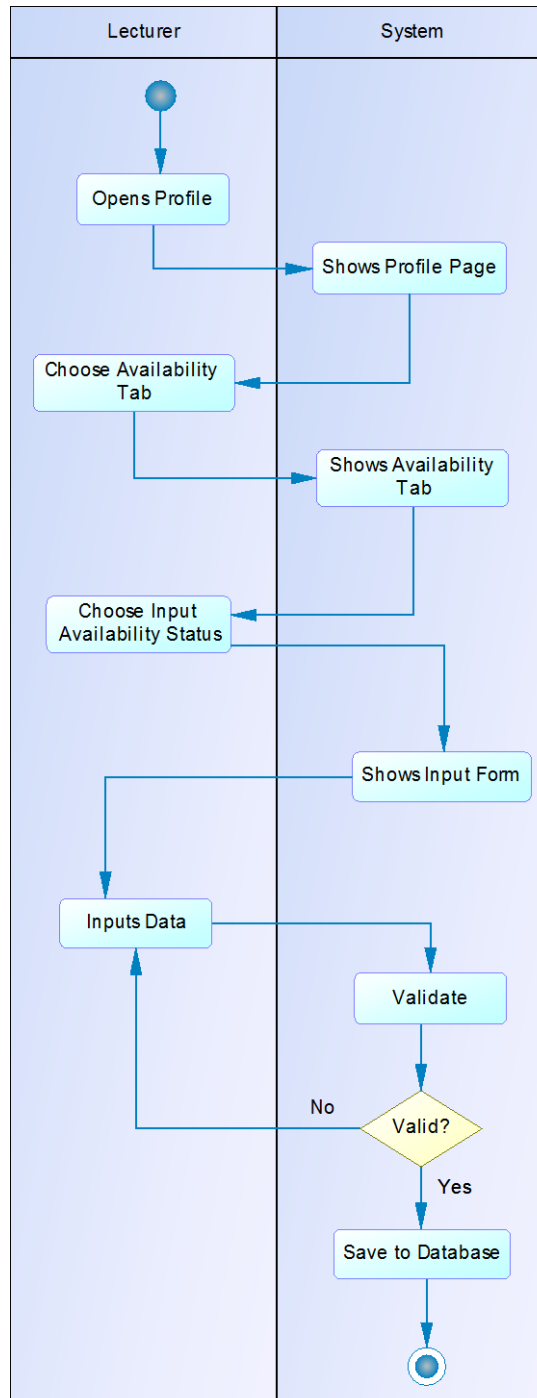 Lecturer
System
Opens Profile
Shows Profile Page
Choose Availability
Tab
Shows Availability
Tab
Choose Input
Availability Status
Shows Input Form
Inputs Data
Validate
No
Valid?
Yes
Save to Database